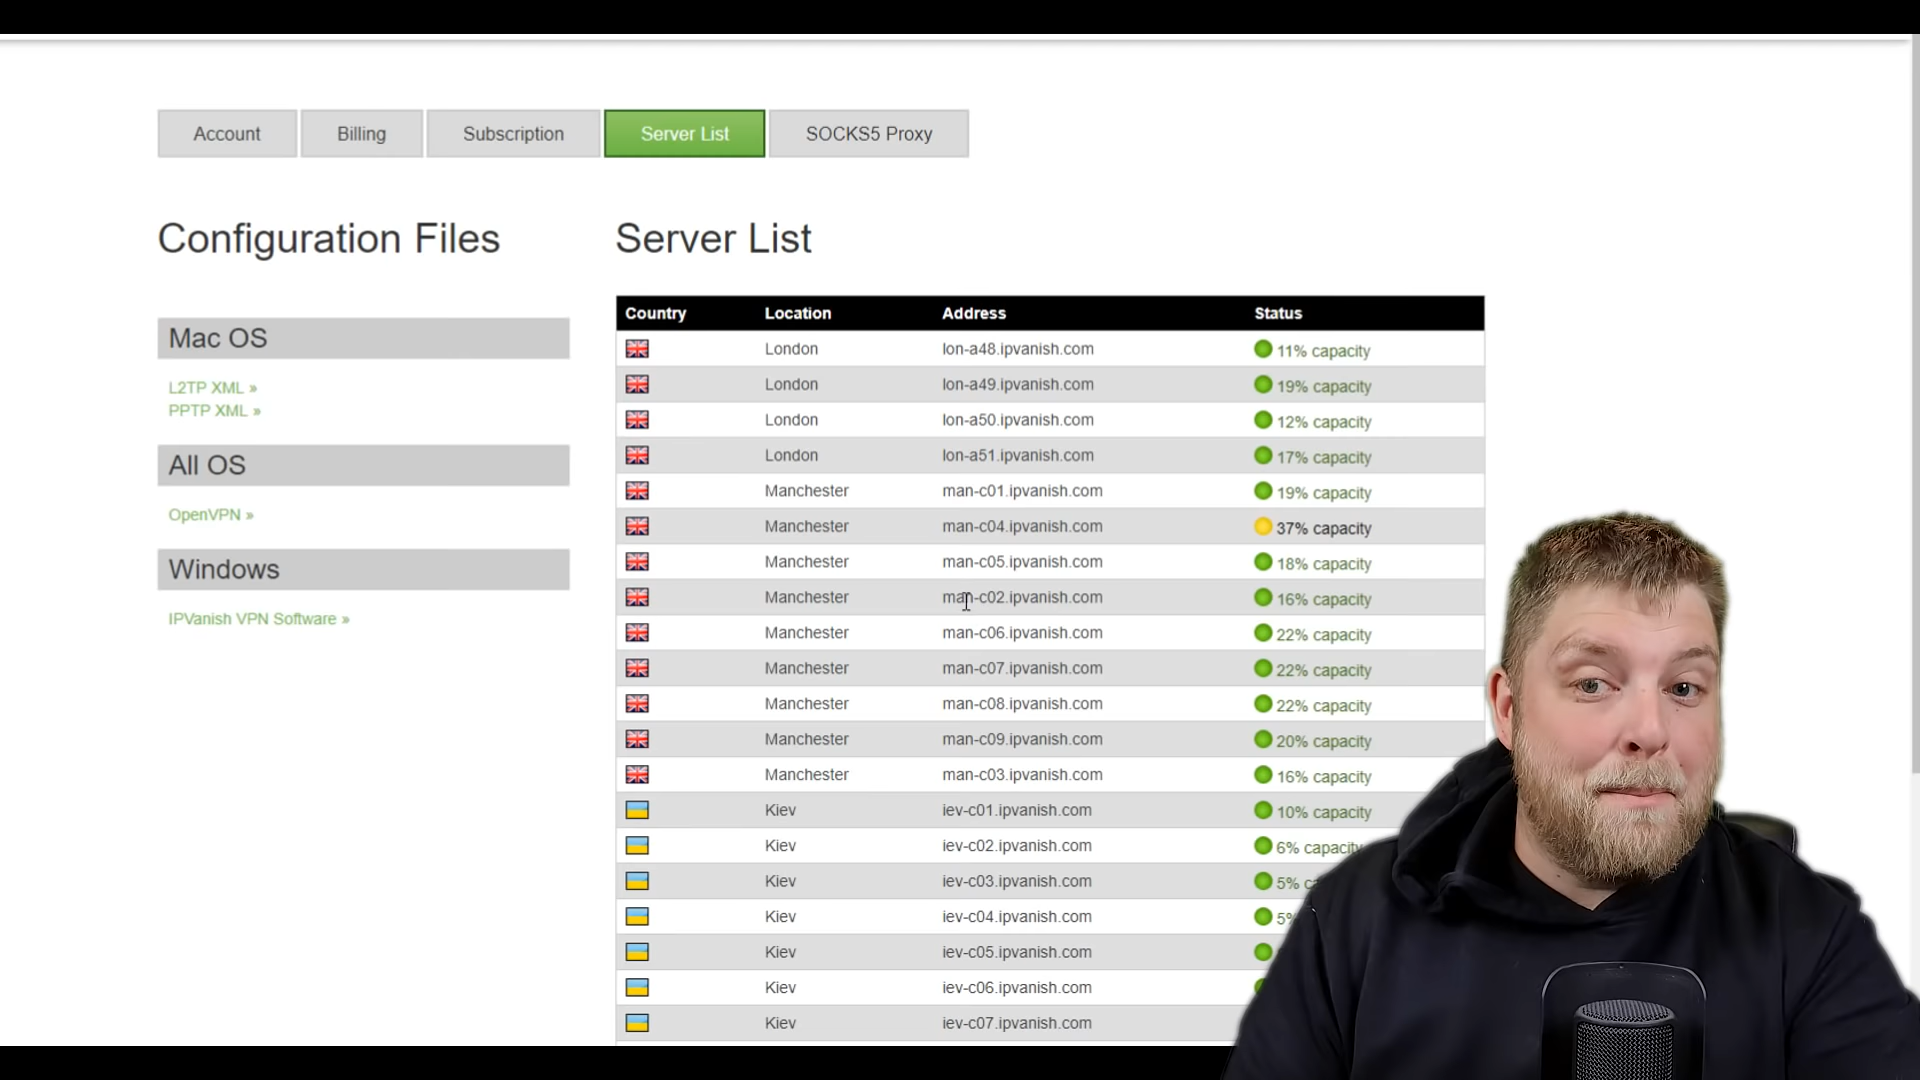 Account Billing Subscription Server List SOCKS5 Proxy
Configuration Files
Mac OS
L2TP XML »
PPTP XML »
All OS
OpenVPN »
Windows
IPVanish VPN Software »
Server List
Country Location Address Status
London lon-a48.ipvanish.com 11% capacity
London lon-a49.ipvanish.com 19% capacity
London lon-a50.ipvanish.com 12% capacity
London lon-a51.ipvanish.com 17% capacity
Manchester man-c01.ipvanish.com 19% capacity
Manchester man-c04.ipvanish.com 37% capacity
Manchester man-c05.ipvanish.com 18% capacity
Manchester man-c02.ipvanish.com 16% capacity
Manchester man-c06.ipvanish.com 22% capacity
Manchester man-c07.ipvanish.com 22% capacity
Manchester man-c08.ipvanish.com 22% capacity
Manchester man-c09.ipvanish.com 20% capacity
Manchester man-c03.ipvanish.com 16% capacity
Kiev iev-c01.ipvanish.com 10% capacity
Kiev iev-c02.ipvanish.com 6% capacity
Kiev iev-c03.ipvanish.com 5%
Kiev iev-c04.ipvanish.com 5%
Kiev iev-c05.ipvanish.com
Kiev iev-c06.ipvanish.com
Kiev iev-c07.ipvanish.com